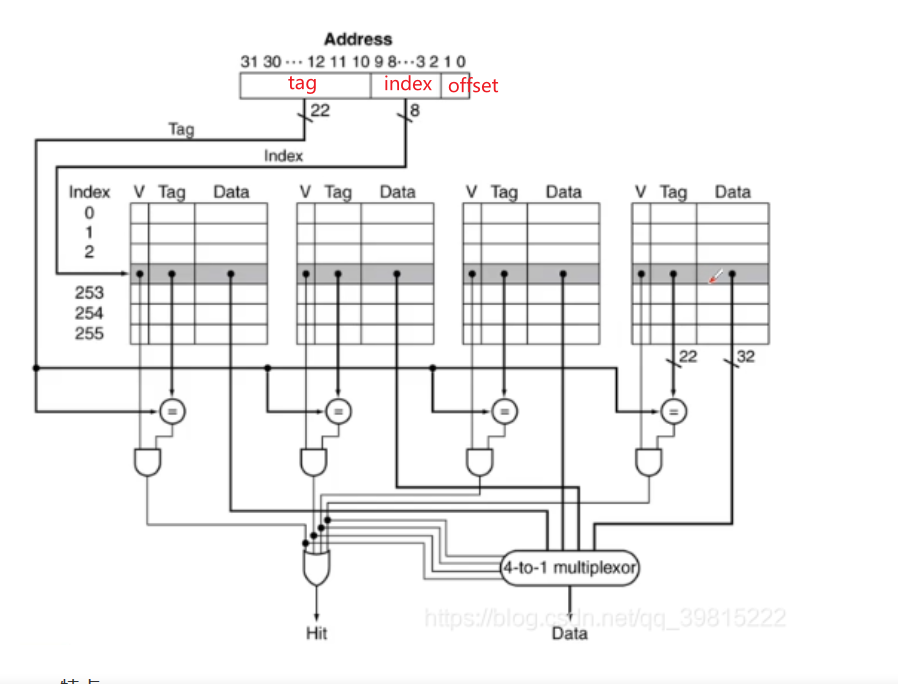 Address
31 30 ··· 12 11 10 9 8···3 2 1 0
tag index offset
22 8
Tag
Index
Index V Tag Data V Tag Data V Tag Data V Tag Data
0
1
2
253
254
255
22 32
= = = =
4-to-1 multiplexor
https://blog.csdn.net/qq_39815222
Hit Data